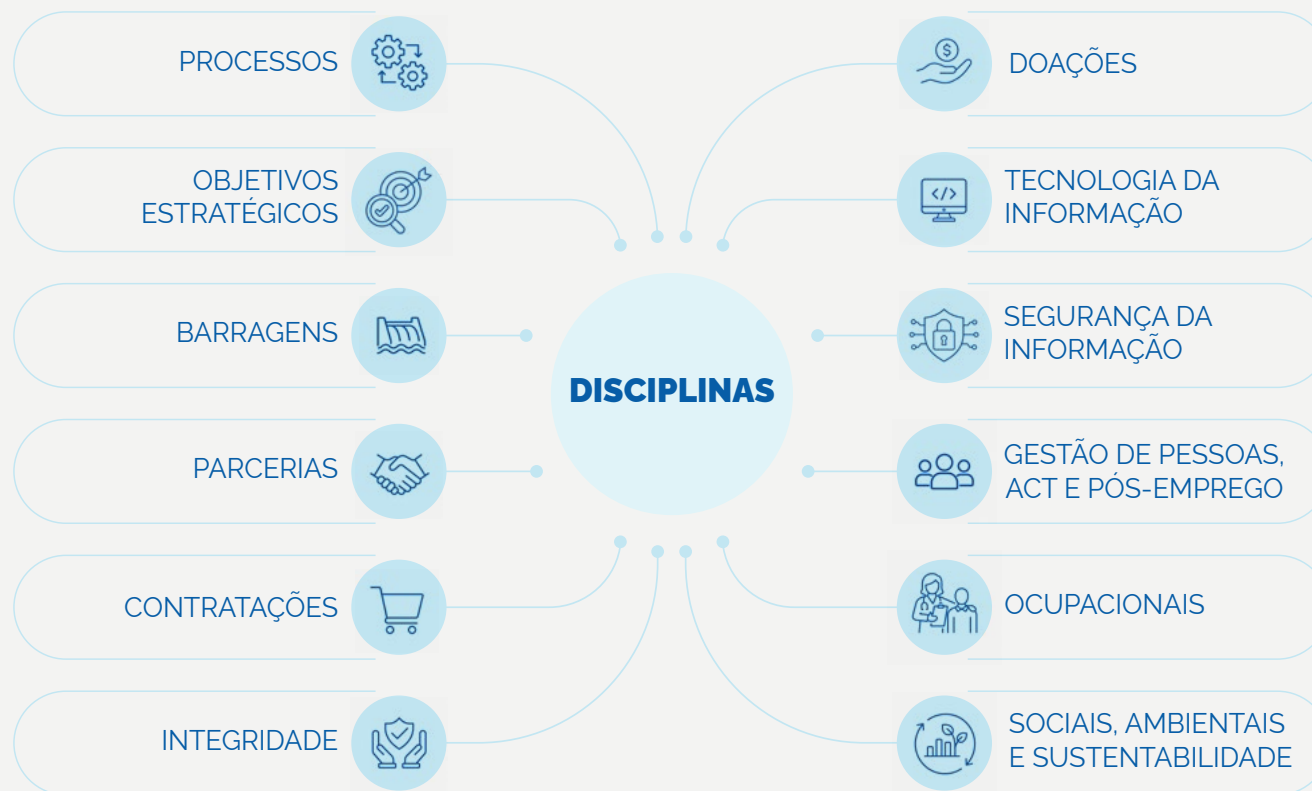 PROCESSOS
OBJETIVOS
ESTRATÉGICOS
BARRAGENS
PARCERIAS
CONTRATAÇÕES
INTEGRIDADE
DISCIPLINAS
DOAÇÕES
TECNOLOGIA DA
INFORMAÇÃO
SEGURANÇA DA
INFORMAÇÃO
GESTÃO DE PESSOAS,
ACT E PÓS-EMPREGO
OCUPACIONAIS
SOCIAIS, AMBIENTAIS
E SUSTENTABILIDADE